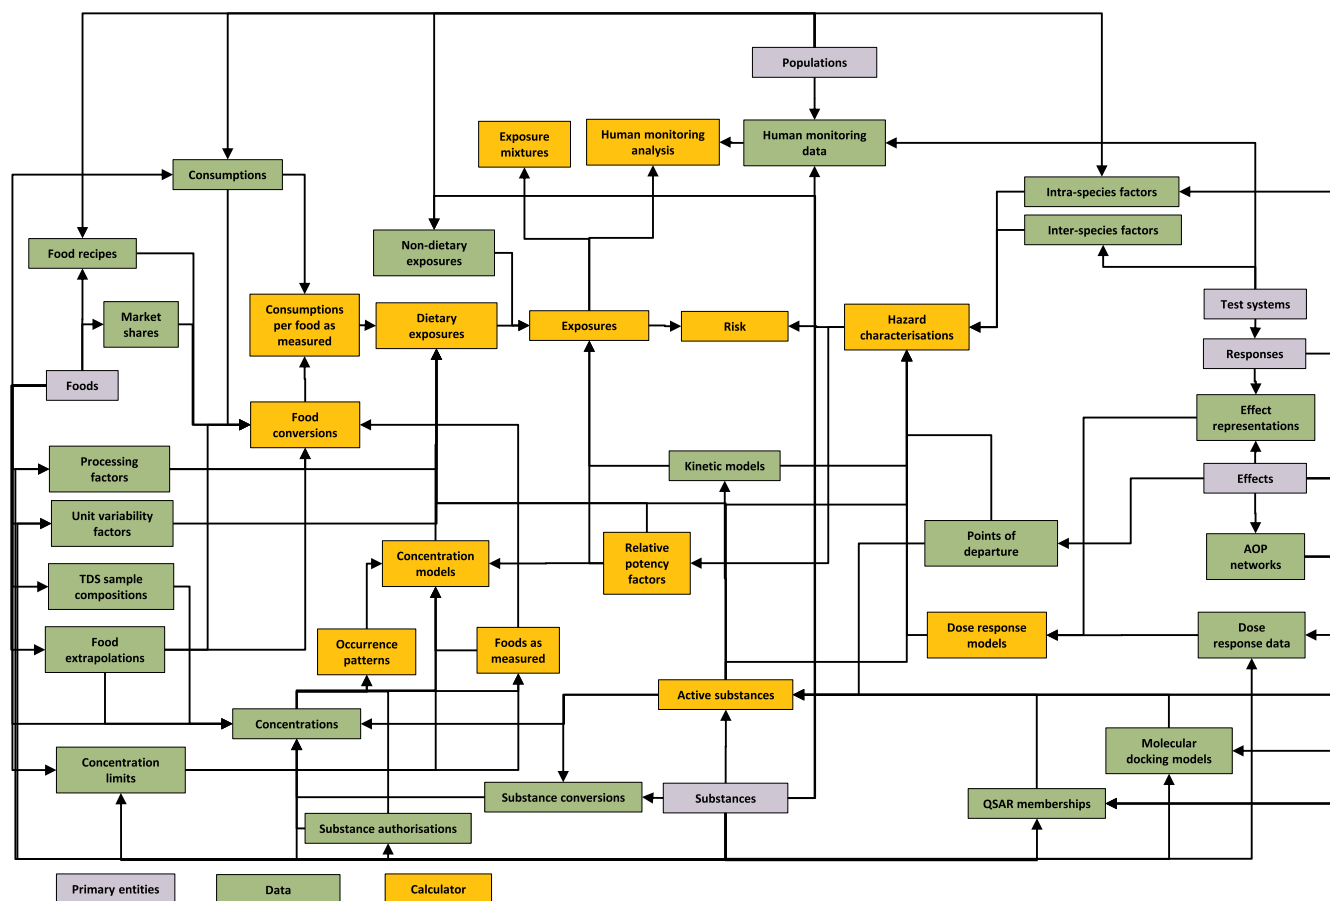 Populations
Exposure
mixtures
Human monitoring
analysis
Human monitoring
data
Consumptions
Intra-species factors
Inter-species factors
Food recipes
Non-dietary
exposures
Market
shares
Consumptions
per food as
measured
Dietary
exposures
Exposures
Risk
Hazard
characterisations
Test systems
Responses
Foods
Food
conversions
Effect
representations
Processing
factors
Kinetic models
Effects
Unit variability
factors
Concentration
models
Relative
potency
factors
Points of
departure
AOP
networks
TDS sample
compositions
Food
extrapolations
Occurrence
patterns
Foods as
measured
Dose response
models
Dose
response data
Active substances
Concentrations
Molecular
docking models
Concentration
limits
Substance conversions
Substances
QSAR memberships
Substance authorisations
Primary entities
Data
Calculator